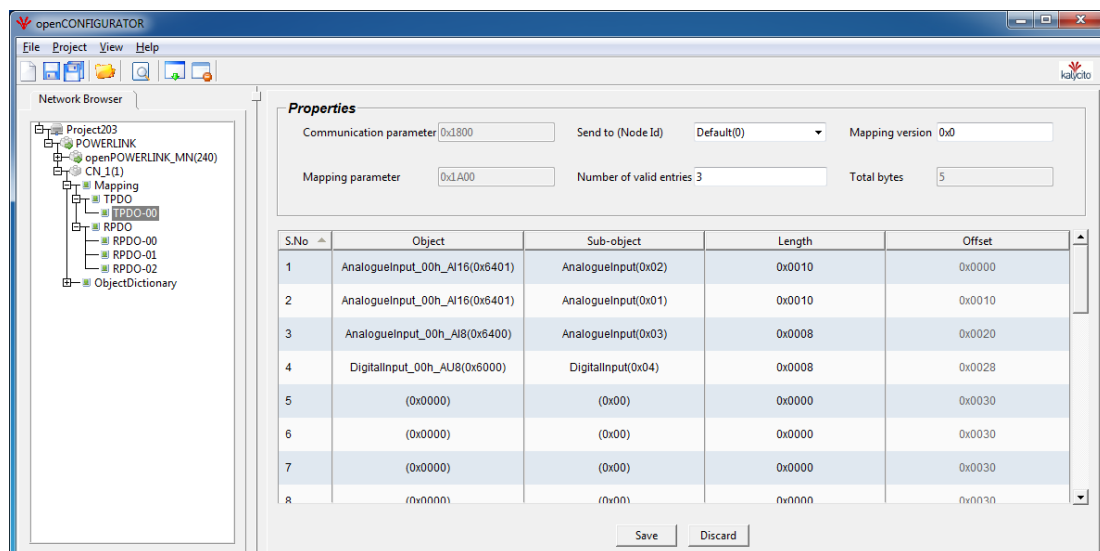 openCONFIGURATOR
File Project View Help
kalycito
Network Browser
Project203
POWERLINK
openPOWERLINK_MN(240)
CN_1(1)
Mapping
TPDO
TPDO-00
RPDO
RPDO-00
RPDO-01
RPDO-02
ObjectDictionary
Properties
Communication parameter 0x1800 Send to (Node Id) Default(0) Mapping version 0x0
Mapping parameter 0x1A00 Number of valid entries 3 Total bytes 5
S.No Object Sub-object Length Offset
1 AnalogueInput_00h_AI16(0x6401) AnalogueInput(0x02) 0x0010 0x0000
2 AnalogueInput_00h_AI16(0x6401) AnalogueInput(0x01) 0x0010 0x0010
3 AnalogueInput_00h_AI8(0x6400) AnalogueInput(0x03) 0x0008 0x0020
4 DigitalInput_00h_AU8(0x6000) DigitalInput(0x04) 0x0008 0x0028
5 (0x0000) (0x00) 0x0000 0x0030
6 (0x0000) (0x00) 0x0000 0x0030
7 (0x0000) (0x00) 0x0000 0x0030
8 (0x0000) (0x00) 0x0000 0x0030
Save Discard